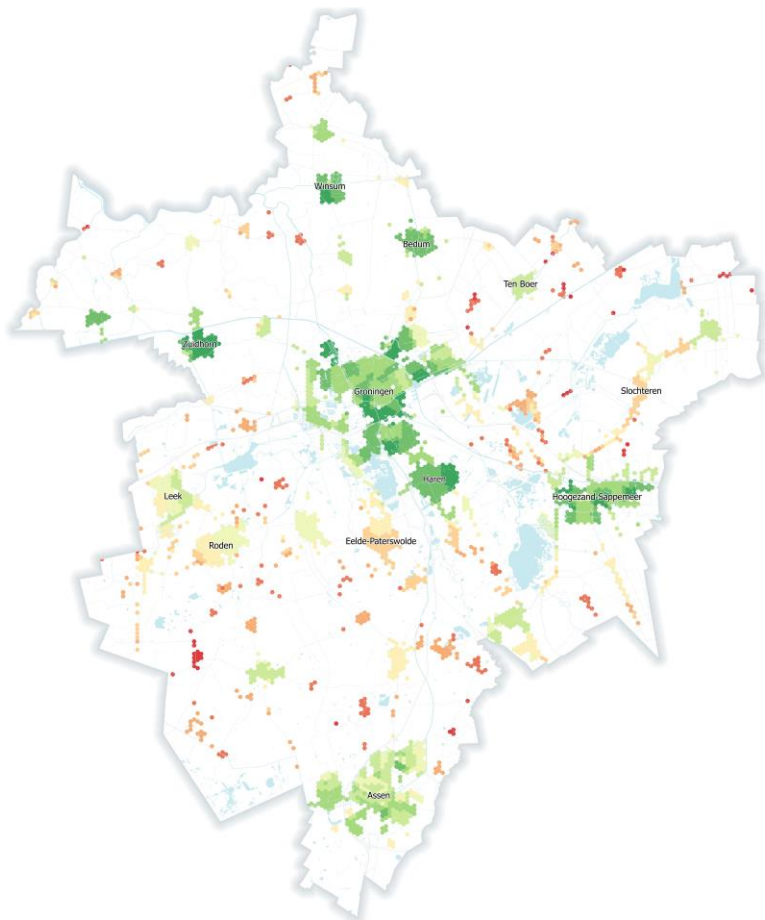 Winsum
Bedum
Ten Boer
Zuidhorn
Groningen
Slochteren
Haren
Leek
Hoogezand-Sappemeer
Roden
Eelde-Paterswolde
Assen